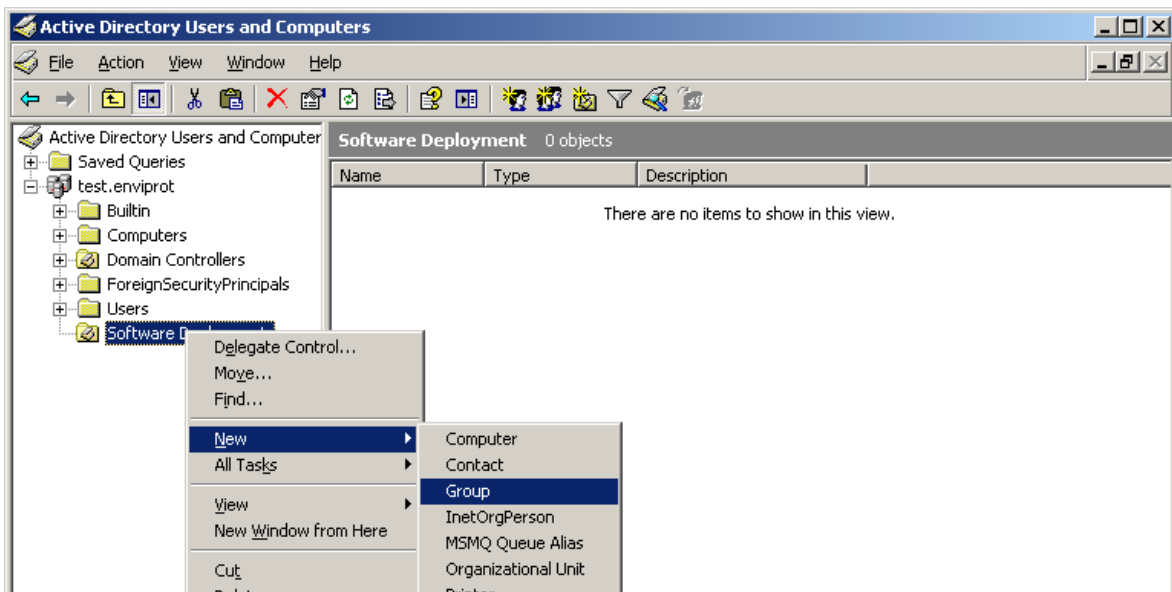 Active Directory Users and Computers
File Action View Window Help
Active Directory Users and Computer
Saved Queries
test.enviprot
Builtin
Computers
Domain Controllers
ForeignSecurityPrincipals
Users
Software
Software Deployment 0 objects
Name Type Description
There are no items to show in this view.
Delegate Control...
Move...
Find...
New
All Tasks
View
New Window from Here
Cut
Computer
Contact
Group
InetOrgPerson
MSMQ Queue Alias
Organizational Unit
Printer